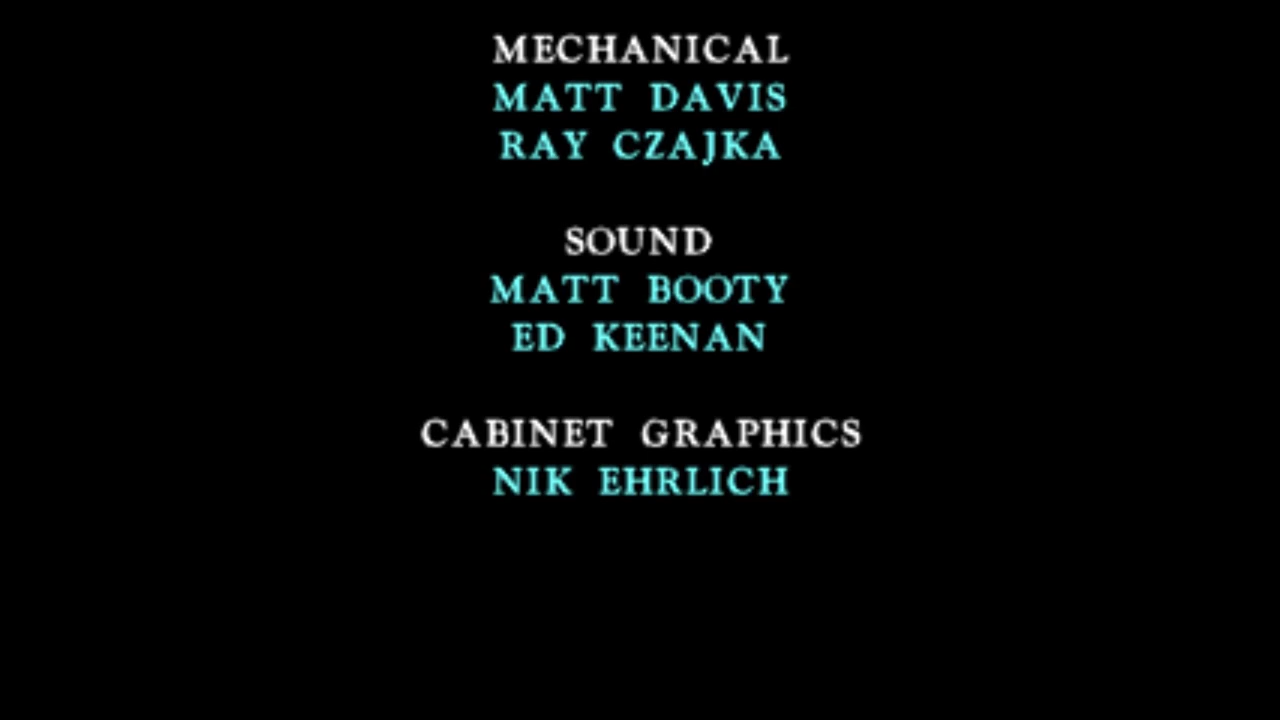 MECHANICAL
MATT DAVIS
RAY CZAJKA
SOUND
MATT BOOTY
ED KEENAN
CABINET GRAPHICS
NIK EHRLICH